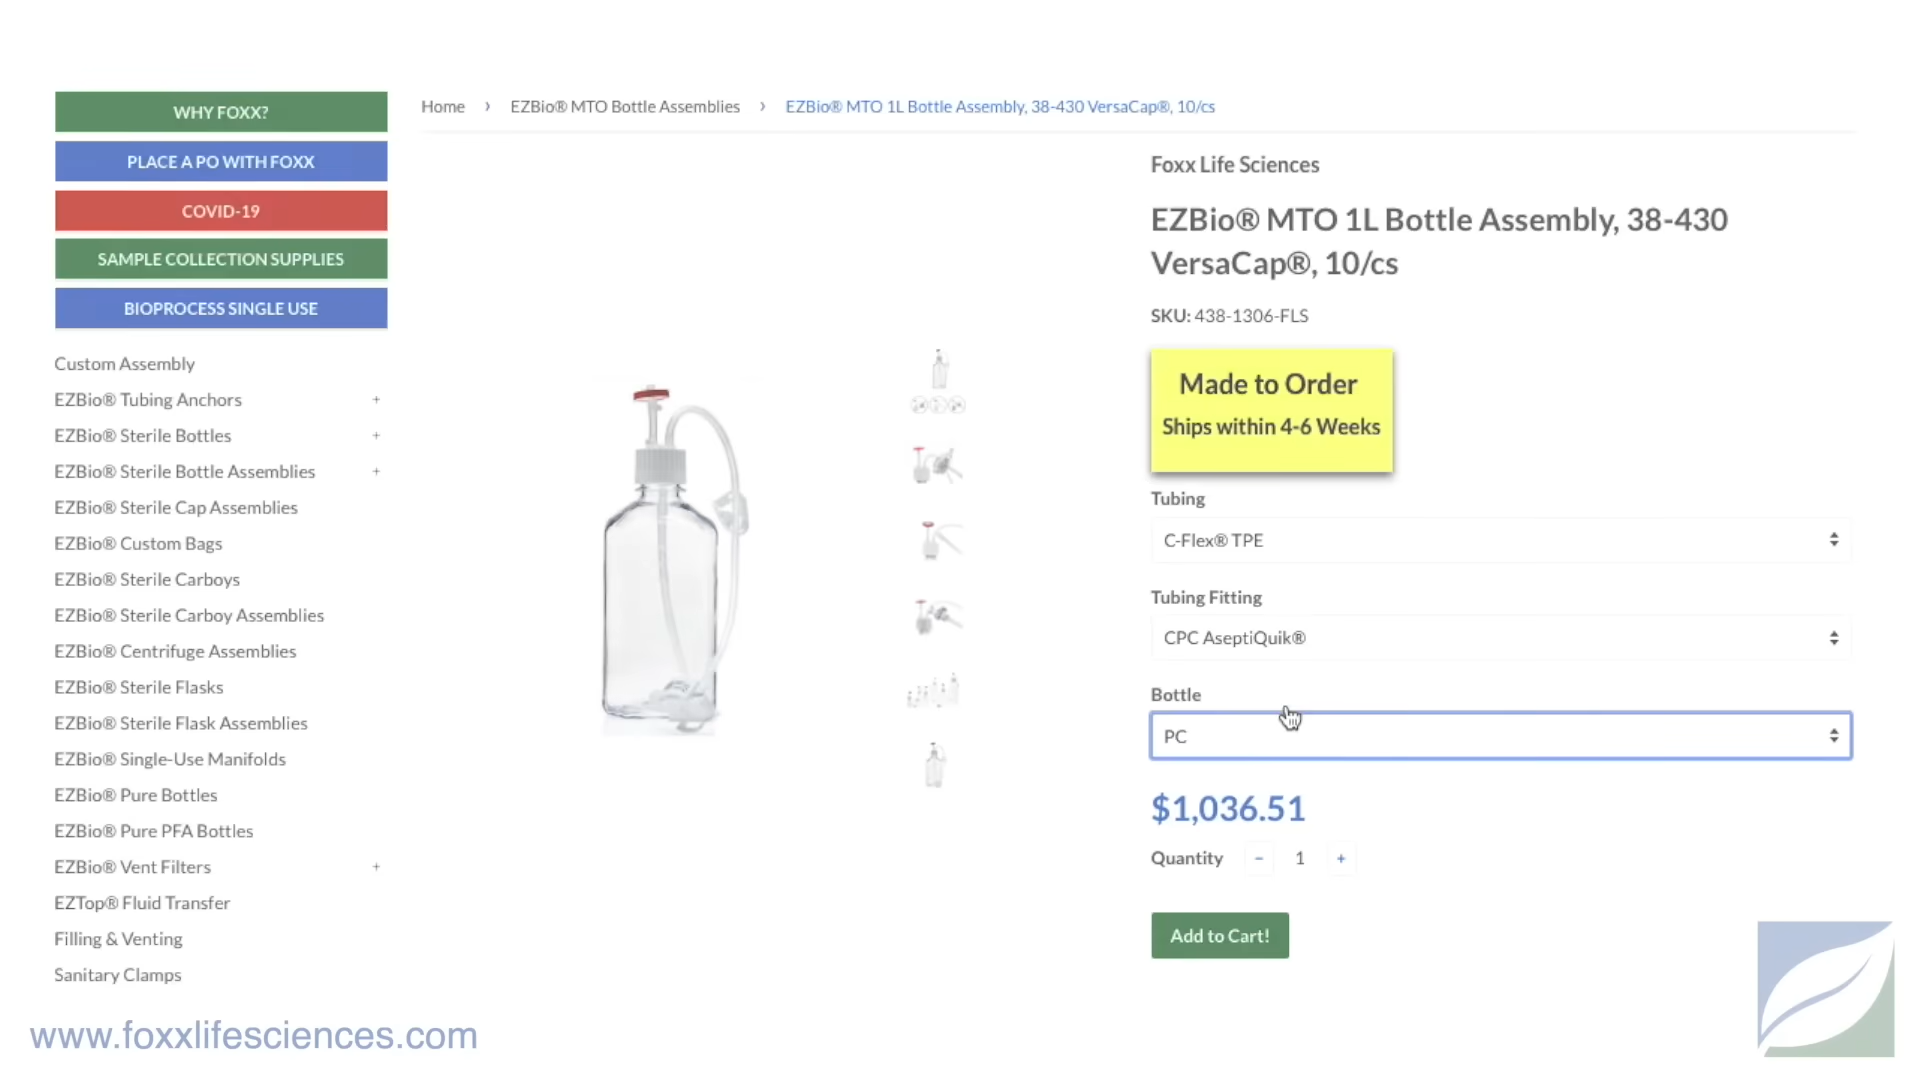 WHY FOXX?
PLACE A PO WITH FOXX
COVID-19
SAMPLE COLLECTION SUPPLIES
BIOPROCESS SINGLE USE
Custom Assembly
EZBio® Tubing Anchors +
EZBio® Sterile Bottles +
EZBio® Sterile Bottle Assemblies +
EZBio® Sterile Cap Assemblies
EZBio® Custom Bags
EZBio® Sterile Carboys
EZBio® Sterile Carboy Assemblies
EZBio® Centrifuge Assemblies
EZBio® Sterile Flasks
EZBio® Sterile Flask Assemblies
EZBio® Single-Use Manifolds
EZBio® Pure Bottles
EZBio® Pure PFA Bottles
EZBio® Vent Filters +
EZTop® Fluid Transfer
Filling & Venting
Sanitary Clamps
Home › EZBio® MTO Bottle Assemblies › EZBio® MTO 1L Bottle Assembly, 38-430 VersaCap®, 10/cs
Foxx Life Sciences
EZBio® MTO 1L Bottle Assembly, 38-430
VersaCap®, 10/cs
SKU: 438-1306-FLS
Made to Order
Ships within 4-6 Weeks
Tubing
C-Flex® TPE
Tubing Fitting
CPC AseptiQuik®
Bottle
PC
$1,036.51
Quantity − 1 +
Add to Cart!
www.foxxlifesciences.com